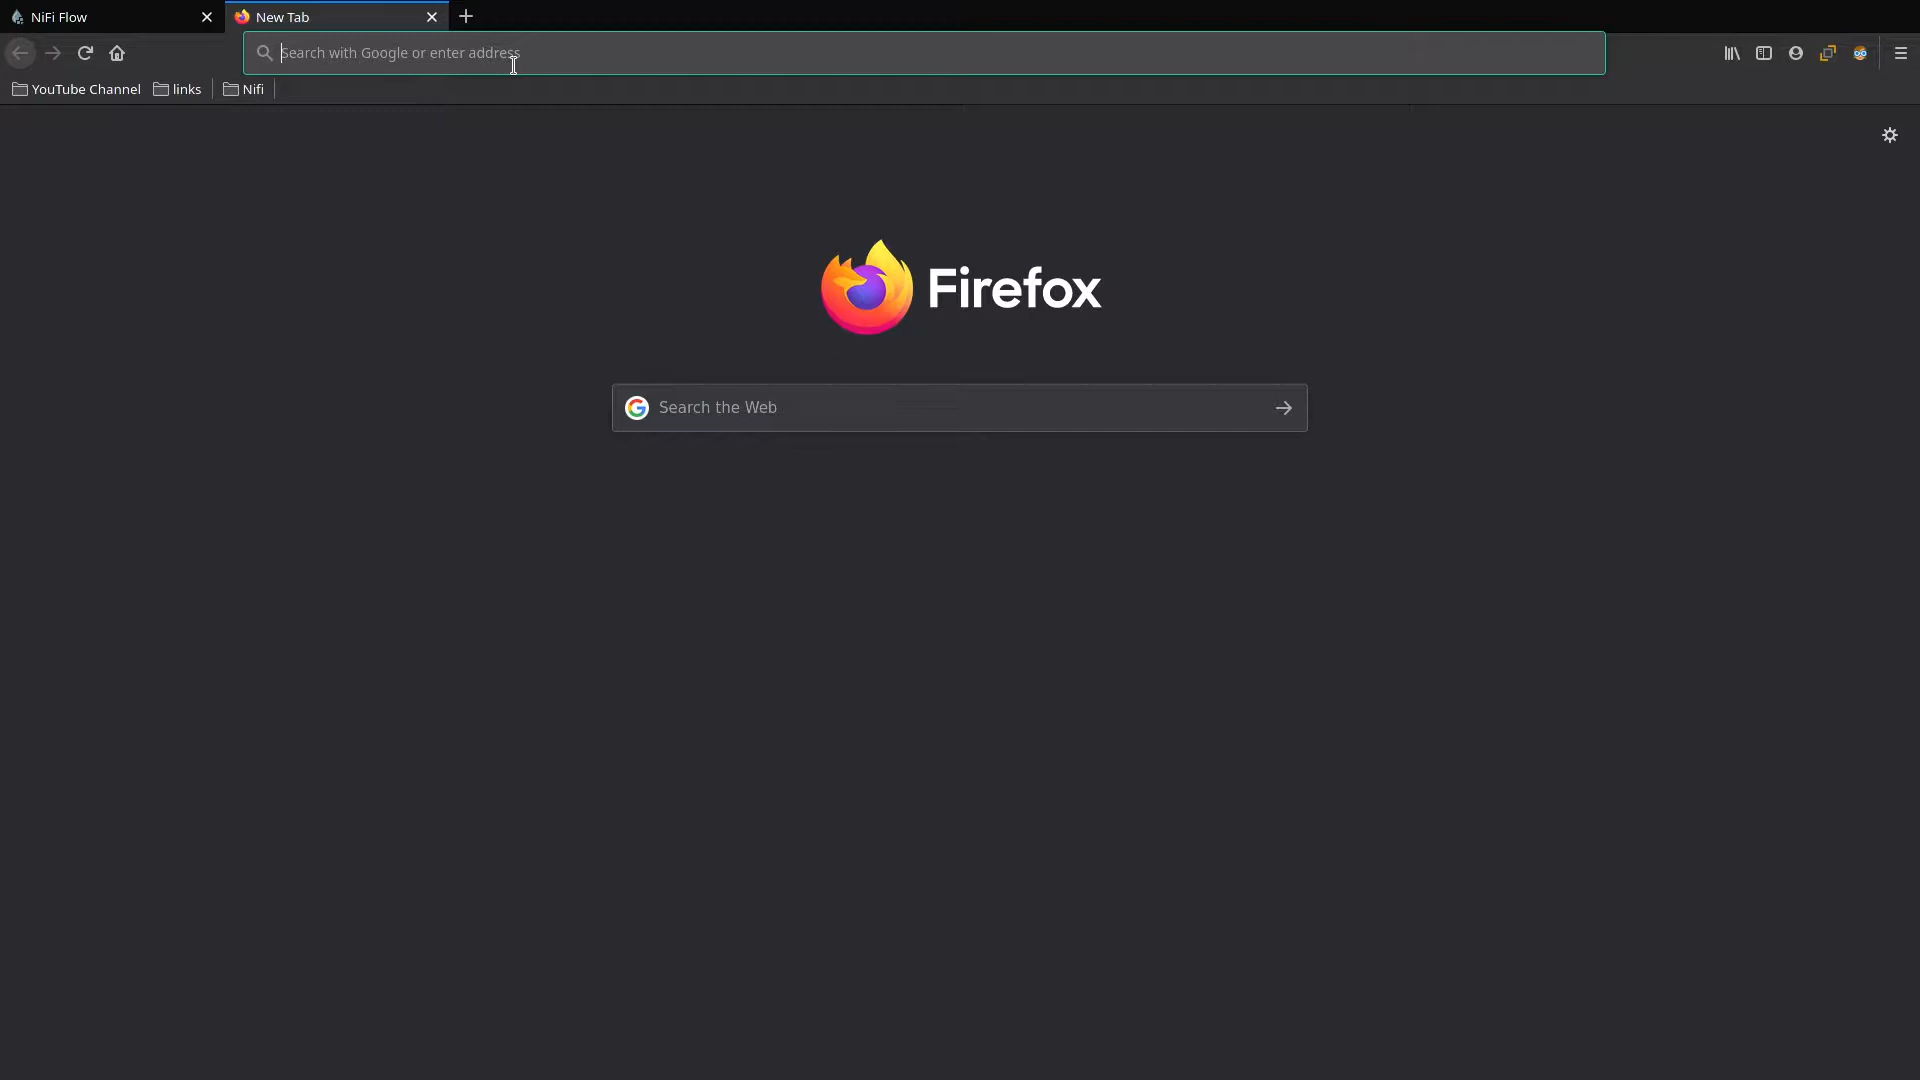 NiFi Flow
New Tab
Search with Google or enter address
YouTube Channel
links
Nifi
Firefox
Search the Web